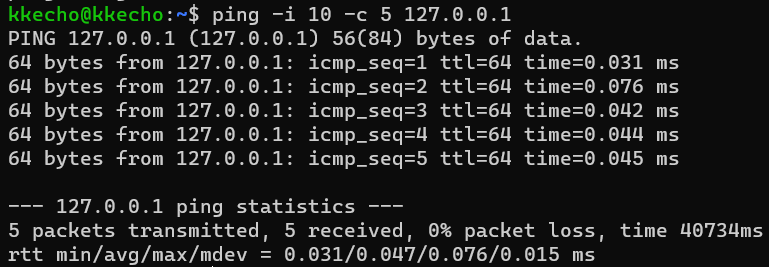 kkecho@kkecho:~$ ping -i 10 -c 5 127.0.0.1
PING 127.0.0.1 (127.0.0.1) 56(84) bytes of data.
64 bytes from 127.0.0.1: icmp_seq=1 ttl=64 time=0.031 ms
64 bytes from 127.0.0.1: icmp_seq=2 ttl=64 time=0.076 ms
64 bytes from 127.0.0.1: icmp_seq=3 ttl=64 time=0.042 ms
64 bytes from 127.0.0.1: icmp_seq=4 ttl=64 time=0.044 ms
64 bytes from 127.0.0.1: icmp_seq=5 ttl=64 time=0.045 ms

--- 127.0.0.1 ping statistics ---
5 packets transmitted, 5 received, 0% packet loss, time 40734ms
rtt min/avg/max/mdev = 0.031/0.047/0.076/0.015 ms